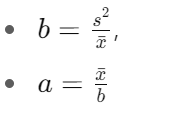 • b = s²/x̄,
• a = x̄/b